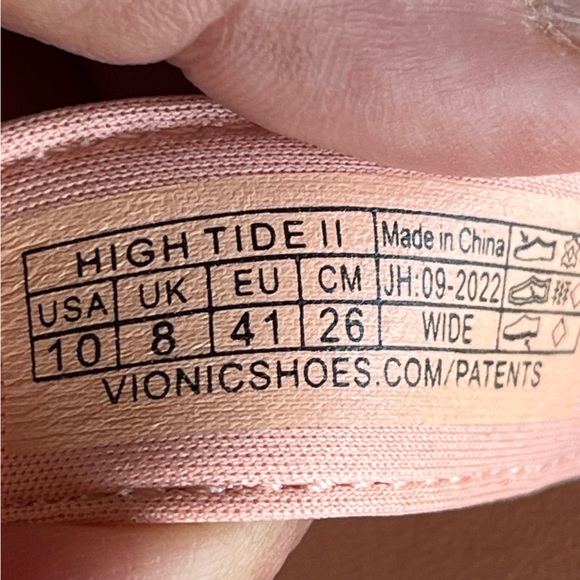 HIGH TIDE II Made in China
USA UK EU CM JH:09-2022
10 8 41 26 WIDE
VIONICSHOES.COM/PATENTS